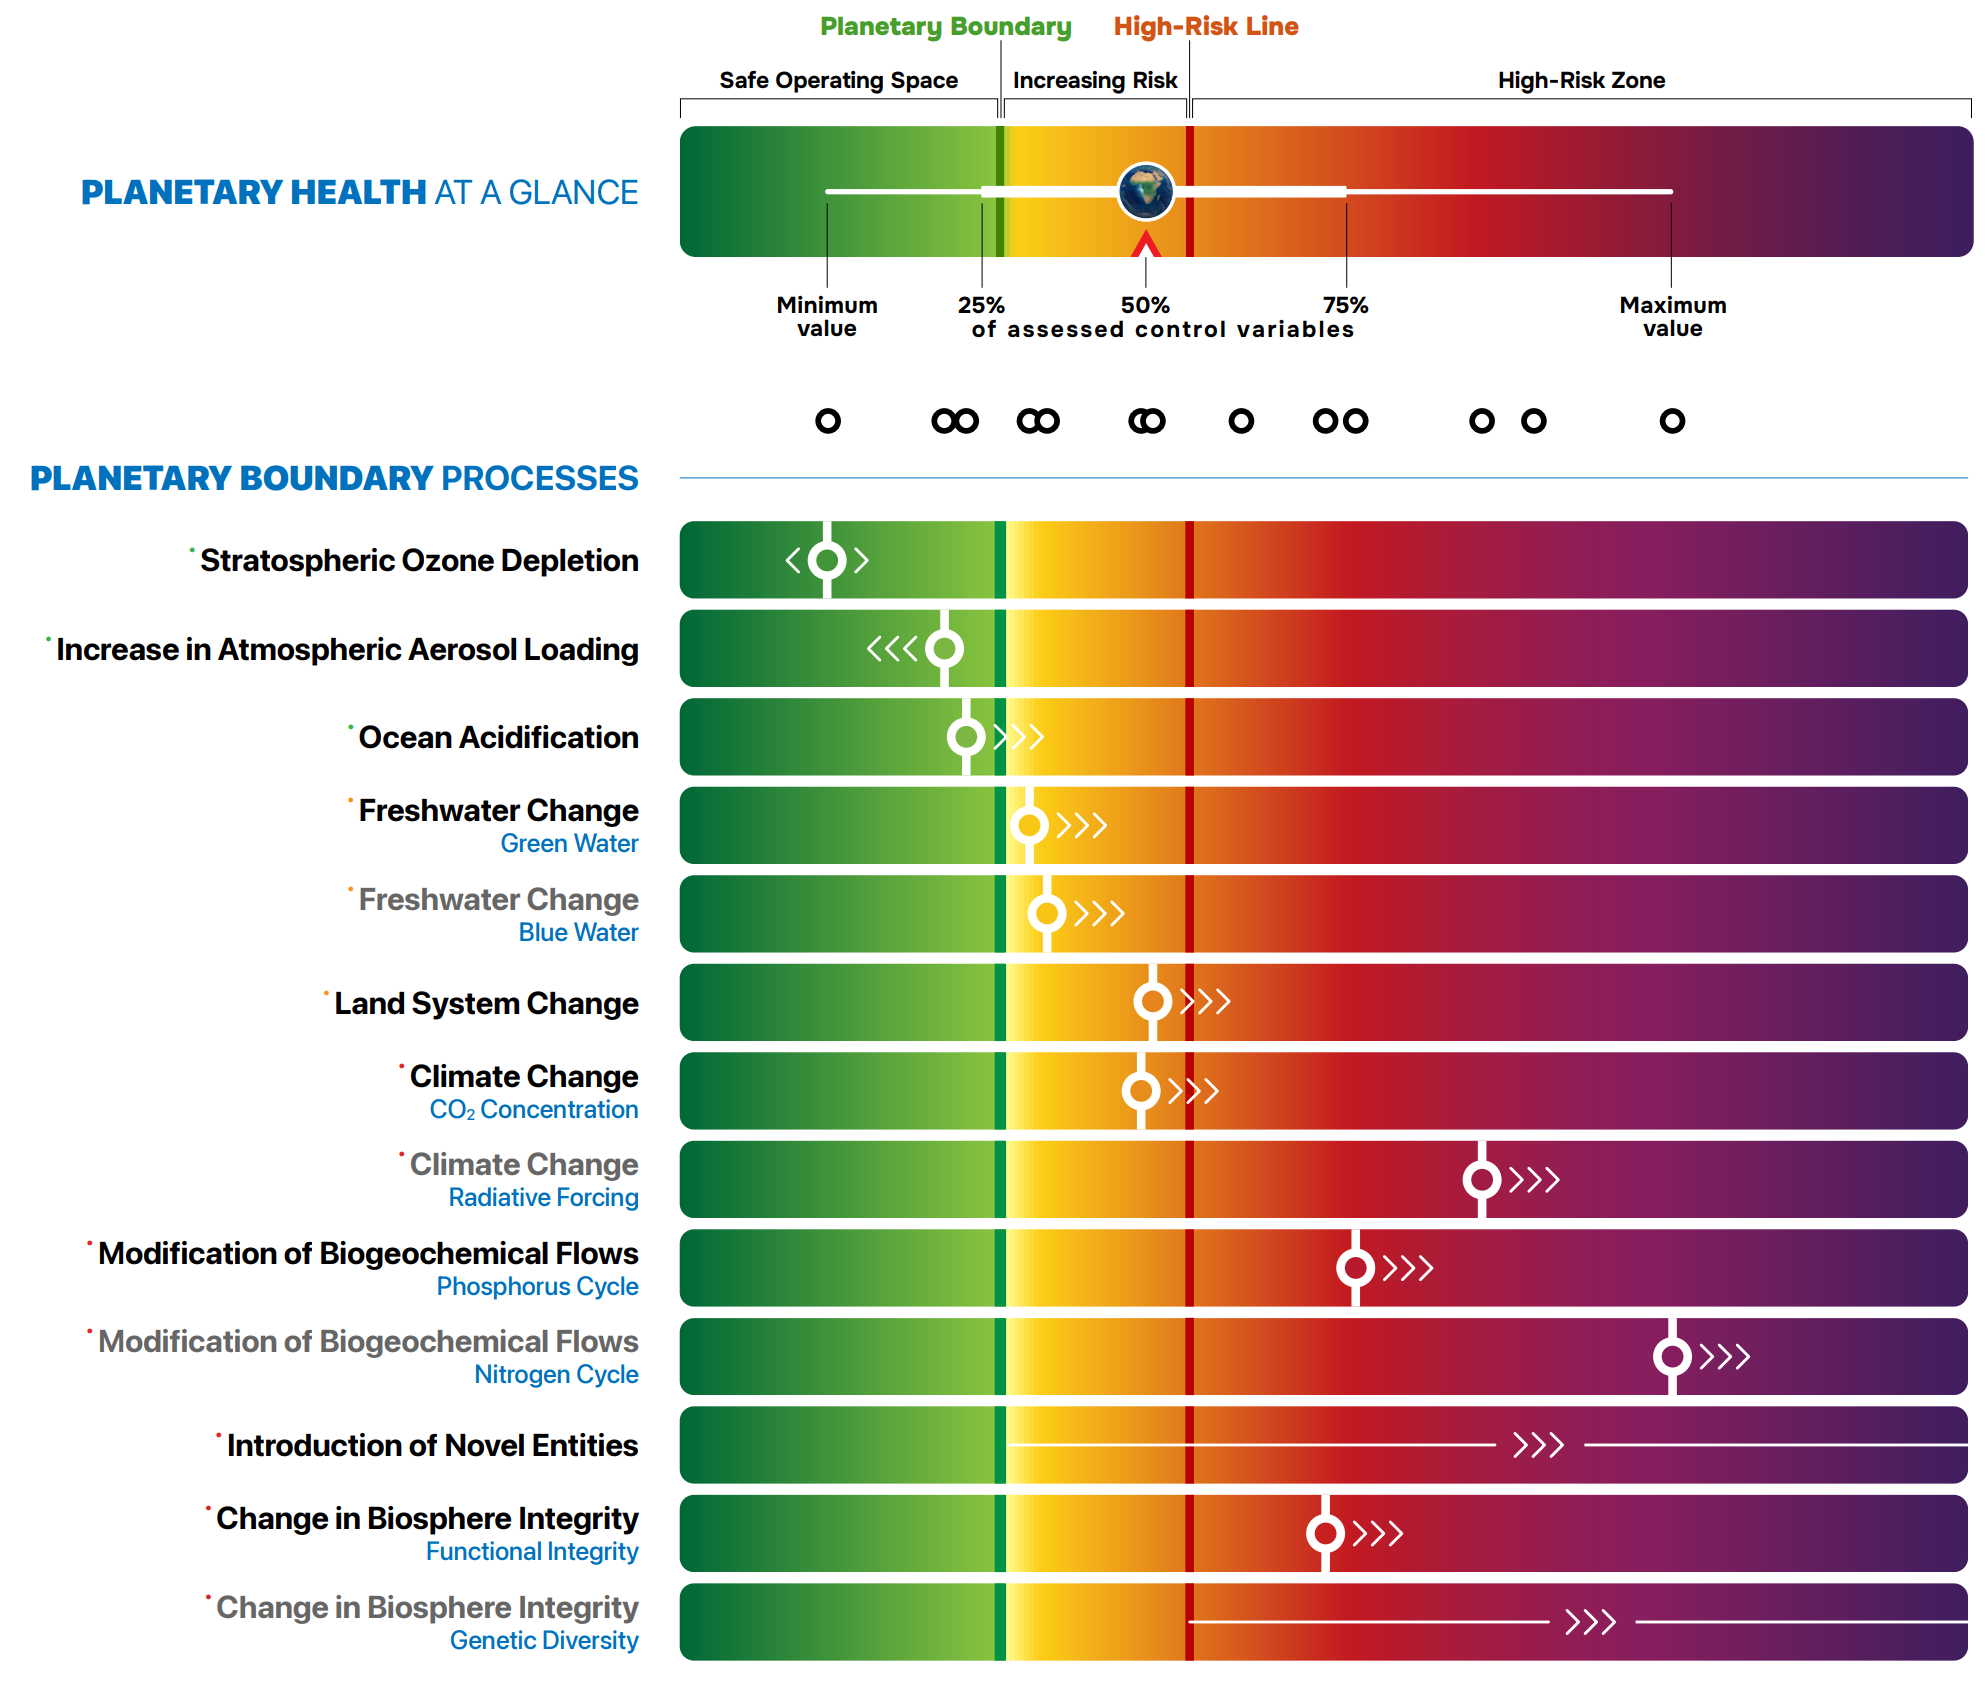 Planetary Boundary High-Risk Line
Safe Operating Space Increasing Risk High-Risk Zone
PLANETARY HEALTH AT A GLANCE
Minimum value 25% 50% 75% Maximum value
of assessed control variables
PLANETARY BOUNDARY PROCESSES
Stratospheric Ozone Depletion
Increase in Atmospheric Aerosol Loading
Ocean Acidification
Freshwater Change
Green Water
Freshwater Change
Blue Water
Land System Change
Climate Change
CO₂ Concentration
Climate Change
Radiative Forcing
Modification of Biogeochemical Flows
Phosphorus Cycle
Modification of Biogeochemical Flows
Nitrogen Cycle
Introduction of Novel Entities
Change in Biosphere Integrity
Functional Integrity
Change in Biosphere Integrity
Genetic Diversity